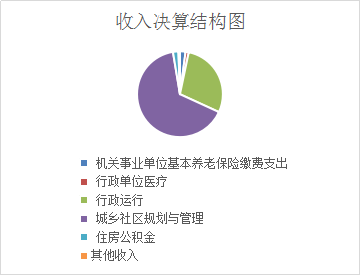 收入决算结构图
机关事业单位基本养老保险缴费支出
行政单位医疗
行政运行
城乡社区规划与管理
住房公积金
其他收入